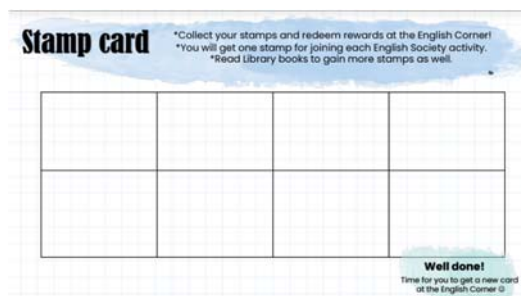 Stamp card
*Collect your stamps and redeem rewards at the English Corner!
*You will get one stamp for joining each English Society activity.
*Read Library books to gain more stamps as well.
Well done!
Time for you to get a new card
at the English Corner ☺